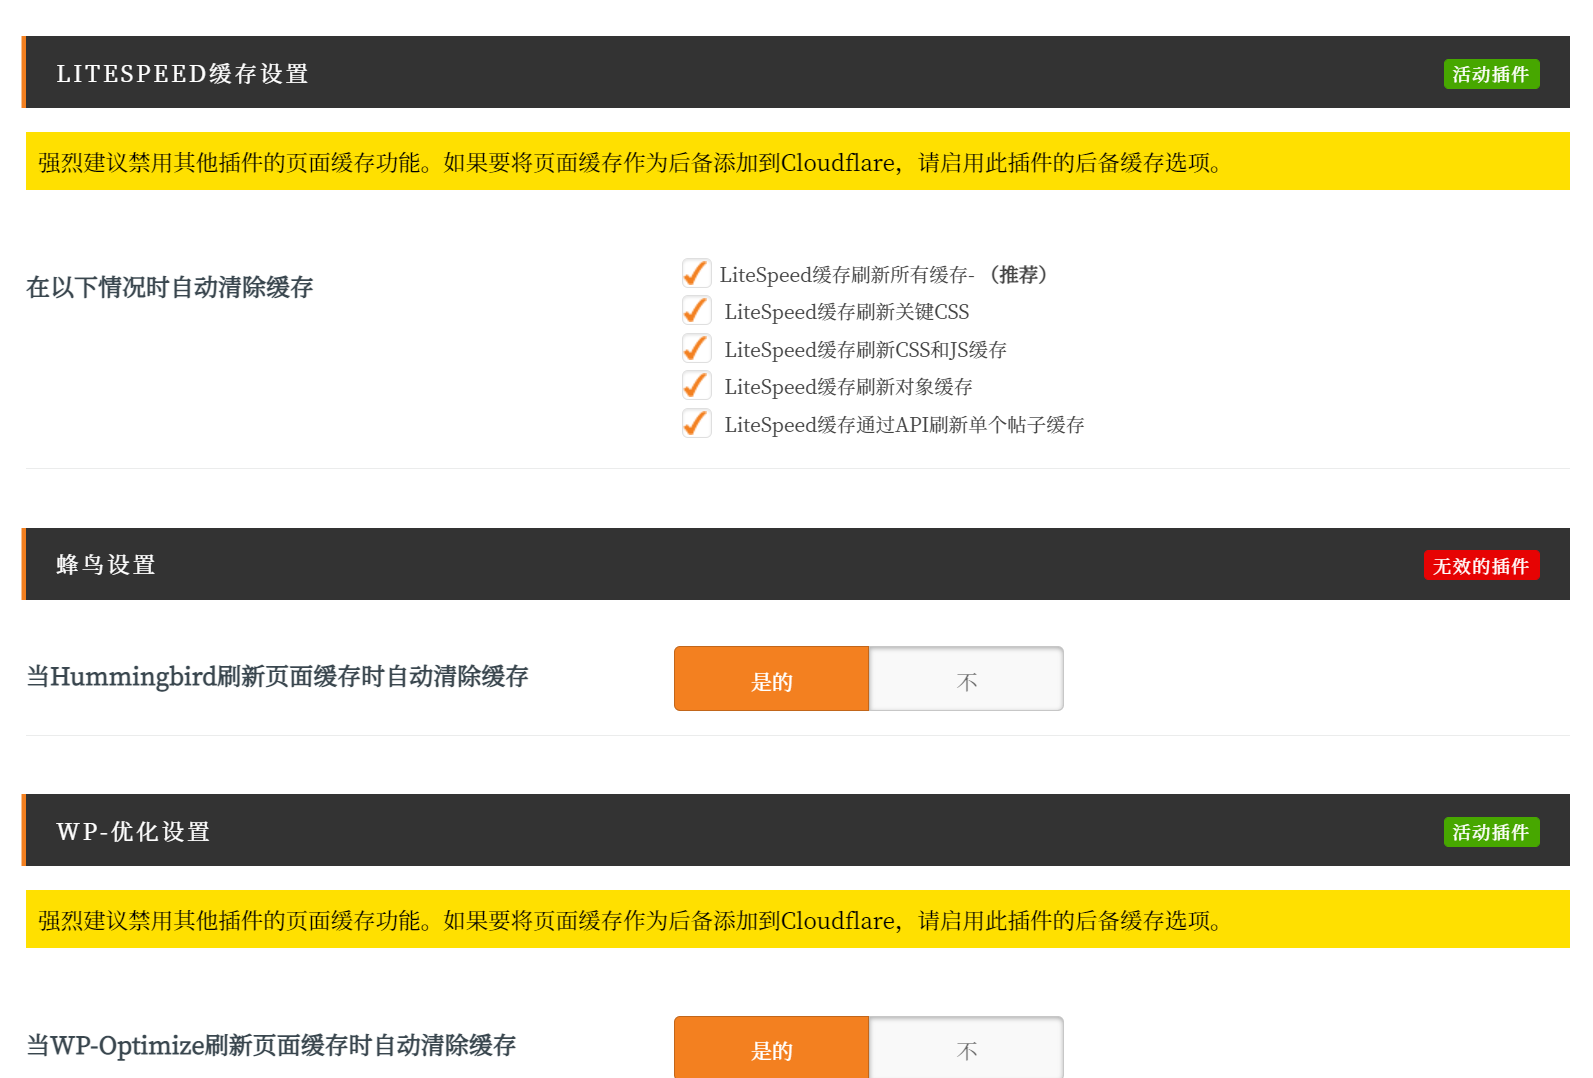 LITESPEED缓存设置
活动插件
强烈建议禁用其他插件的页面缓存功能。如果要将页面缓存作为后备添加到Cloudflare，请启用此插件的后备缓存选项。
在以下情况时自动清除缓存
LiteSpeed缓存刷新所有缓存- （推荐）
LiteSpeed缓存刷新关键CSS
LiteSpeed缓存刷新CSS和JS缓存
LiteSpeed缓存刷新对象缓存
LiteSpeed缓存通过API刷新单个帖子缓存
蜂鸟设置
无效的插件
当Hummingbird刷新页面缓存时自动清除缓存
是的
不
WP-优化设置
活动插件
强烈建议禁用其他插件的页面缓存功能。如果要将页面缓存作为后备添加到Cloudflare，请启用此插件的后备缓存选项。
当WP-Optimize刷新页面缓存时自动清除缓存
是的
不